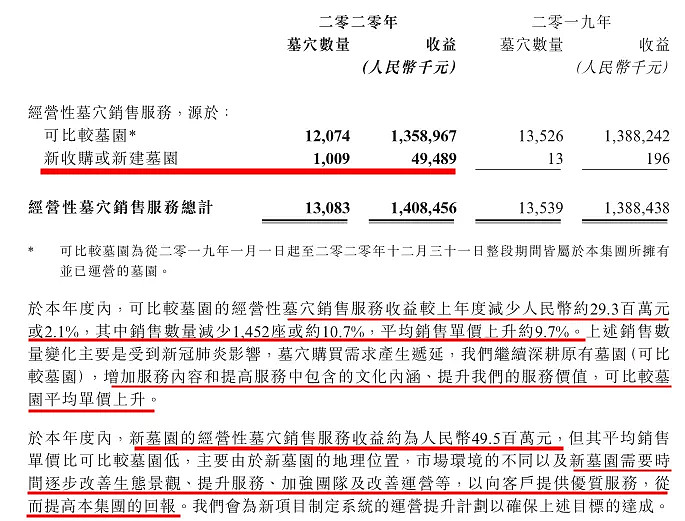 二零二零年 二零一九年
墓穴數量 收益 墓穴數量 收益
(人民幣千元) (人民幣千元)
經營性墓穴銷售服務，源於：
可比較墓園* 12,074 1,358,967 13,526 1,388,242
新收購或新建墓園 1,009 49,489 13 196
經營性墓穴銷售服務總計 13,083 1,408,456 13,539 1,388,438
* 可比較墓園為從二零一九年一月一日起至二零二零年十二月三十一日整段期間皆屬於本集團所擁有
並已運營的墓園。
於本年度內，可比較墓園的經營性墓穴銷售服務收益較上年度減少人民幣約29.3百萬元
或2.1%，其中銷售數量減少1,452座或約10.7%，平均銷售單價上升約9.7%。上述銷售數
量變化主要是受到新冠肺炎影響，墓穴購買需求產生遞延，我們繼續深耕原有墓園(可比
較墓園)，增加服務內容和提高服務中包含的文化內涵、提升我們的服務價值，可比較墓
園平均單價上升。
於本年度內，新墓園的經營性墓穴銷售服務收益約為人民幣49.5百萬元，但其平均銷售
單價比可比較墓園低，主要由於新墓園的地理位置，市場環境的不同以及新墓園需要時
間逐步改善生態景觀、提升服務、加強團隊及改善運營等，以向客戶提供優質服務，從
而提高本集團的回報。我們會為新項目制定系統的運營提升計劃以確保上述目標的達成。